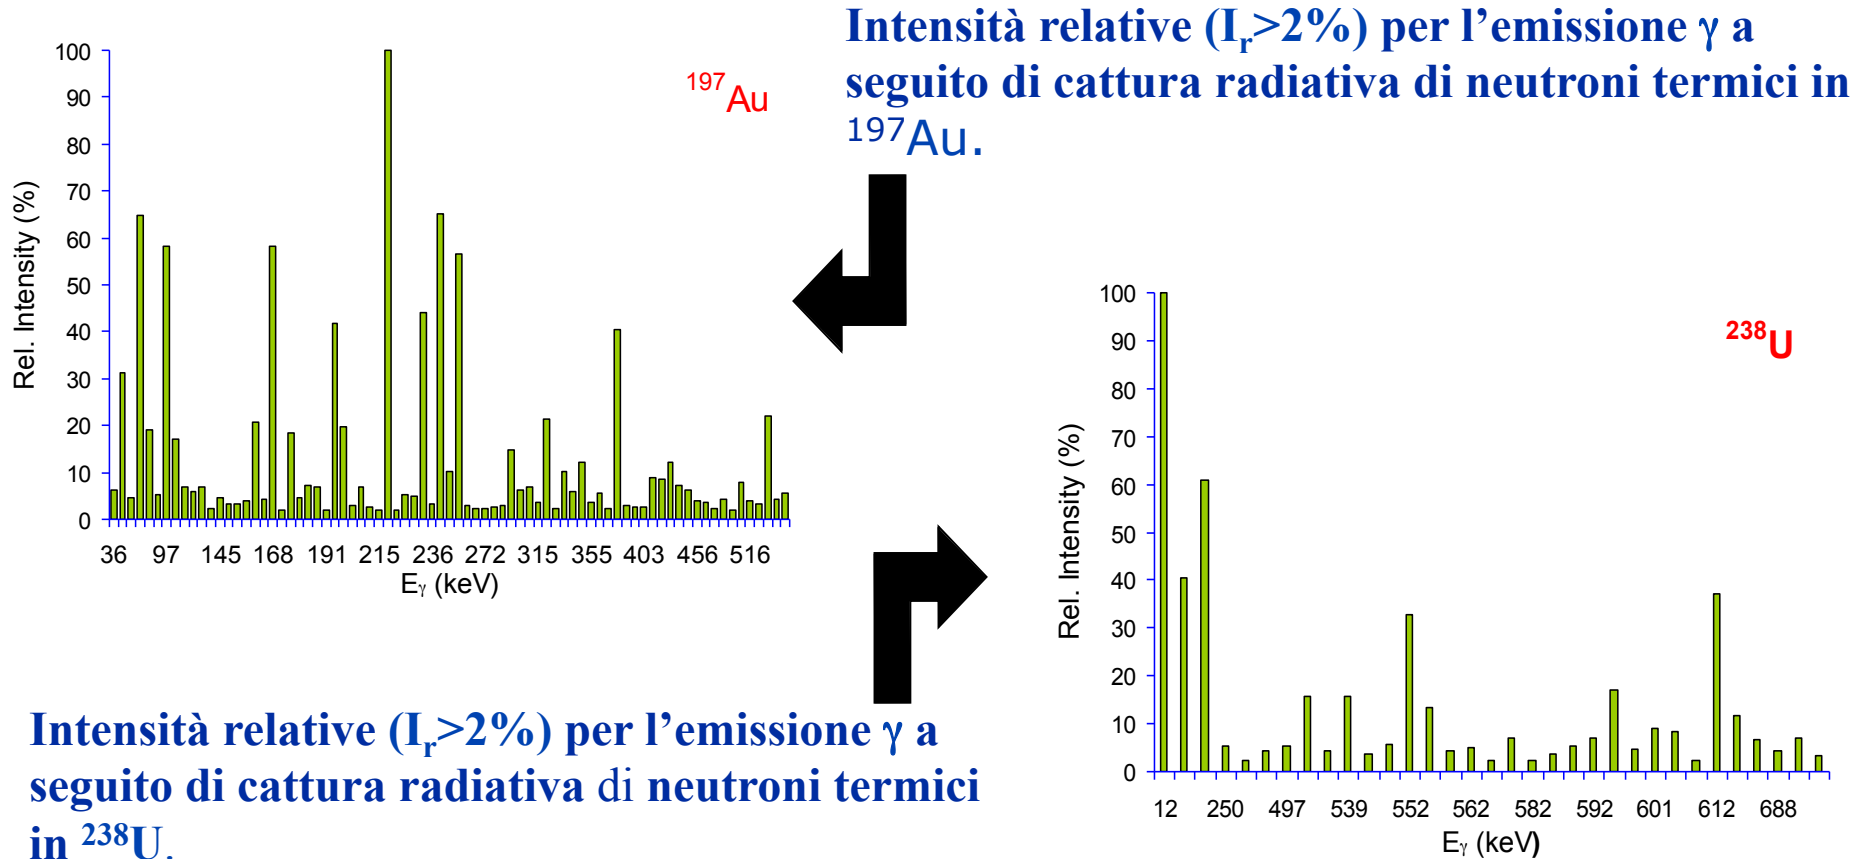 Intensità relative (Ir>2%) per l’emissione γ a
seguito di cattura radiativa di neutroni termici in
197Au.
100
90
80
70
60
50
40
30
20
10
0
Rel. Intensity (%)
197Au
36 97 145 168 191 215 236 272 315 355 403 456 516
Eγ (keV)
100
90
80
70
60
50
40
30
20
10
0
Rel. Intensity (%)
238U
12 250 497 539 552 562 582 592 601 612 688
Eγ (keV)
Intensità relative (Ir>2%) per l’emissione γ a
seguito di cattura radiativa di neutroni termici
in 238U.